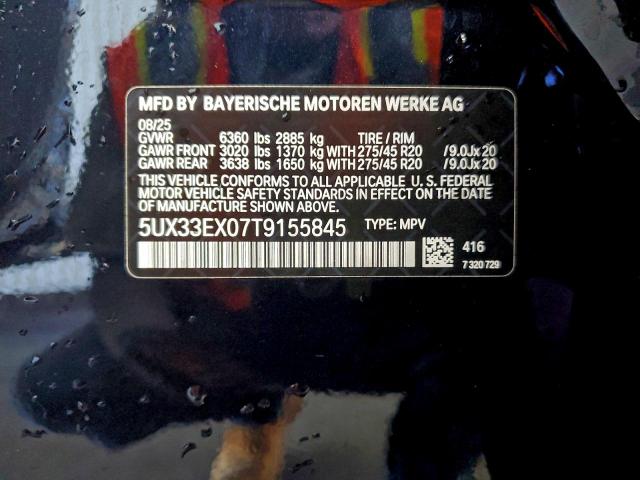 MFD BY BAYERISCHE MOTOREN WERKE AG
08/25
GVWR 6360 lbs 2885 kg TIRE / RIM
GAWR FRONT 3020 lbs 1370 kg WITH 275/45 R20 /9.0Jx20
GAWR REAR 3638 lbs 1650 kg WITH 275/45 R20 /9.0Jx20
THIS VEHICLE CONFORMS TO ALL APPLICABLE U. S. FEDERAL
MOTOR VEHICLE SAFETY STANDARDS IN EFFECT ON THE DATE
OF MANUFACTURE SHOWN ABOVE.
5UX33EX07T9155845 TYPE: MPV
416
7 320 729